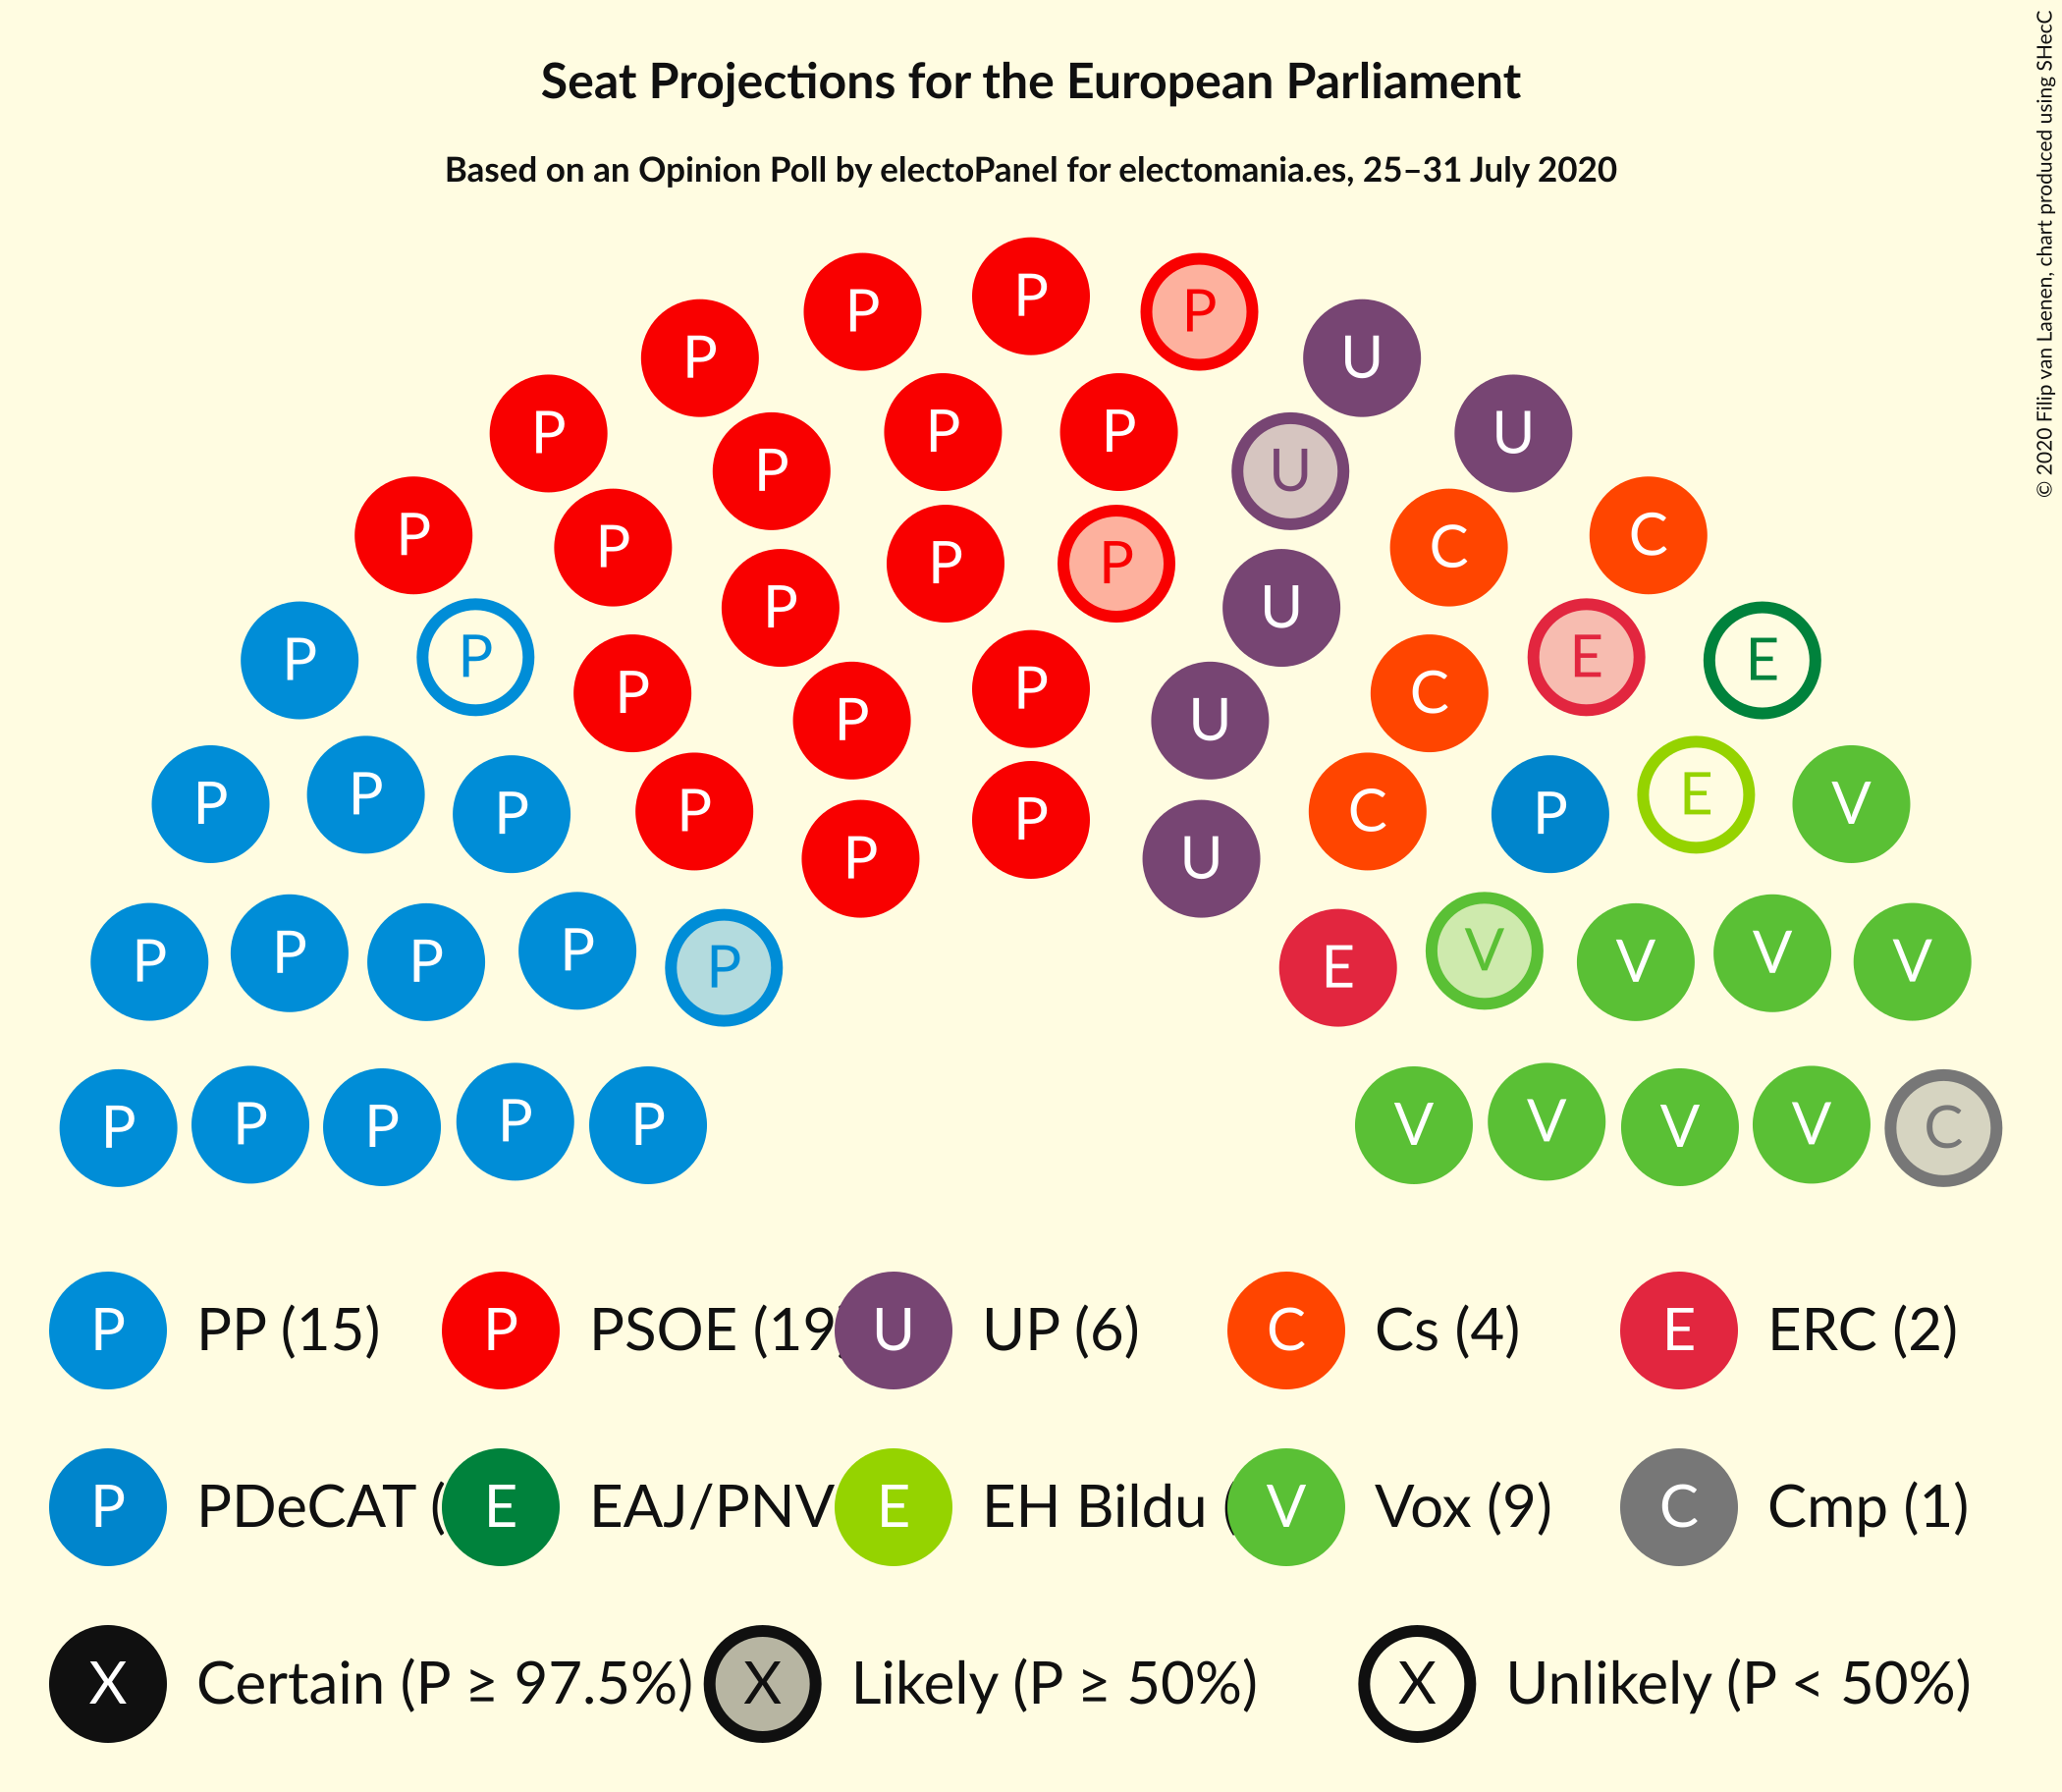 Seat Projections for the European Parliament
Based on an Opinion Poll by electoPanel for electomania.es, 25–31 July 2020
© 2020 Filip van Laenen, chart produced using SHecC
P P P
P U
P P P U
P U
P P P P C C
P U
P P E E
P P C
P U
P P P P P C P E V
P U
P P P P P E V V V V
P P P P P V V V V C
P PP (15) P PSOE (19 U UP (6) C Cs (4) E ERC (2)
P PDeCAT ( E EAJ/PNV E EH Bildu ( V Vox (9) C Cmp (1)
X Certain (P ≥ 97.5%) X Likely (P ≥ 50%) X Unlikely (P < 50%)